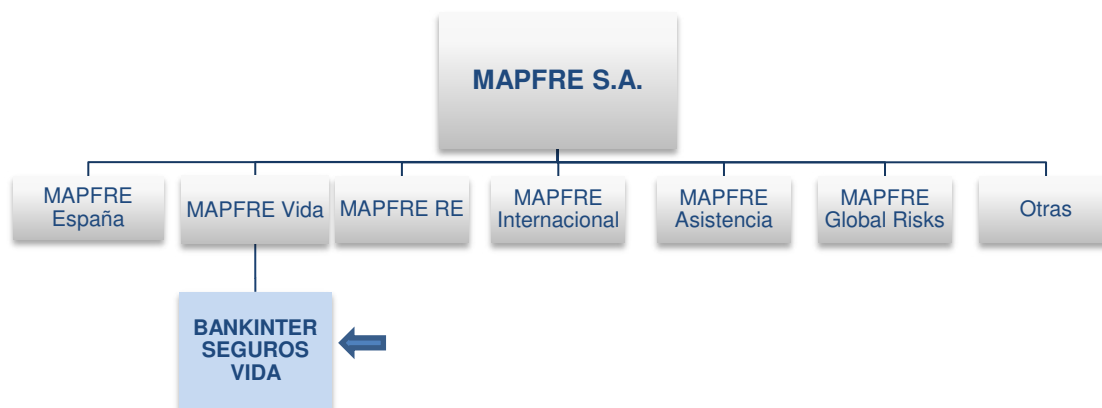 MAPFRE S.A.
MAPFRE
España
MAPFRE Vida
MAPFRE RE
MAPFRE
Internacional
MAPFRE
Asistencia
MAPFRE
Global Risks
Otras
BANKINTER
SEGUROS
VIDA